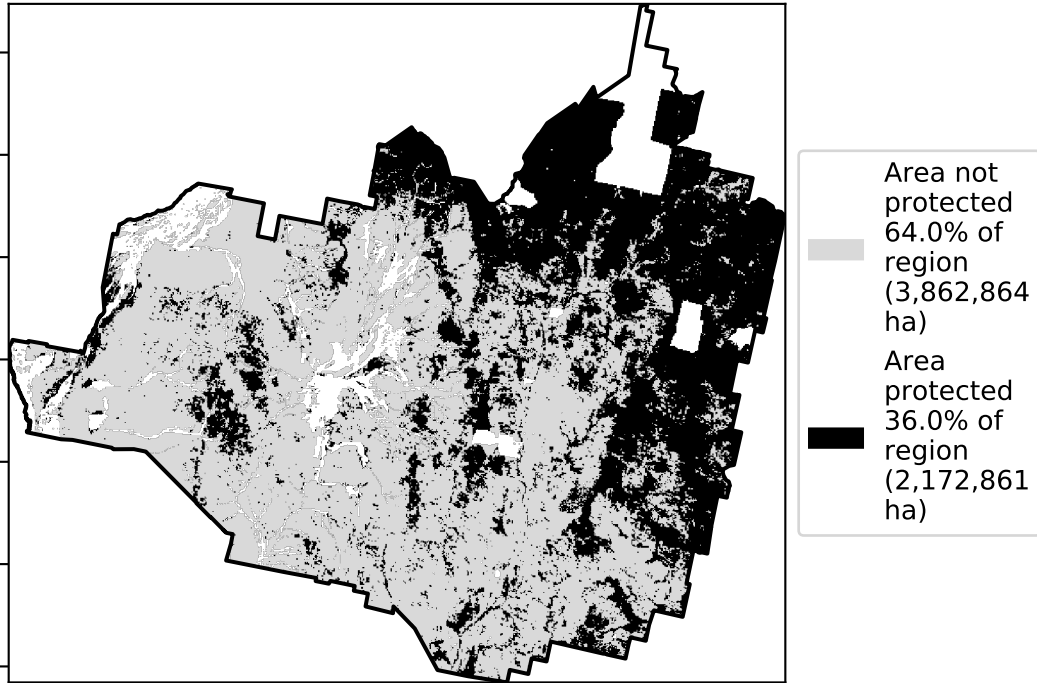 Area not
protected
64.0% of
region
(3,862,864
ha)
Area
protected
36.0% of
region
(2,172,861
ha)